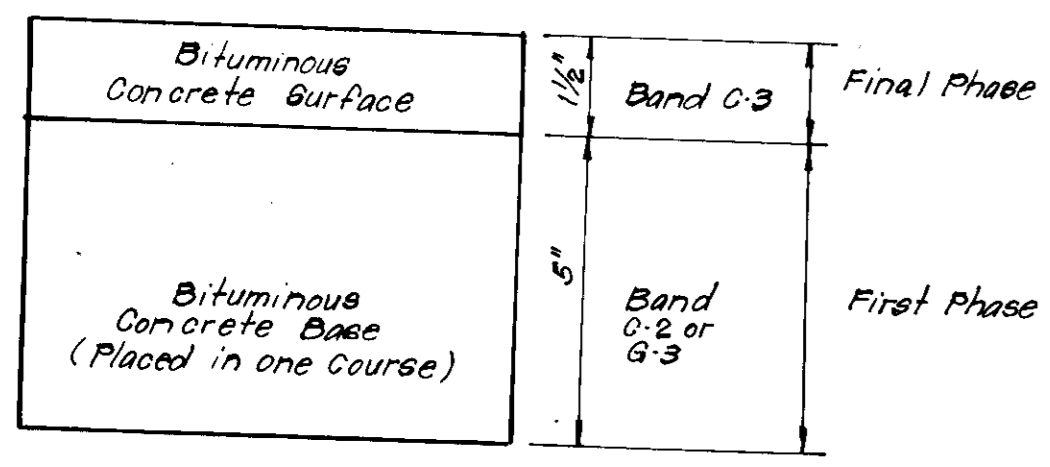 Bituminous
Concrete Surface
1½"
Band C-3
Final Phase
5"
Bituminous
Concrete Base
(Placed in one Course)
Band
C-2 or
G-3
First Phase